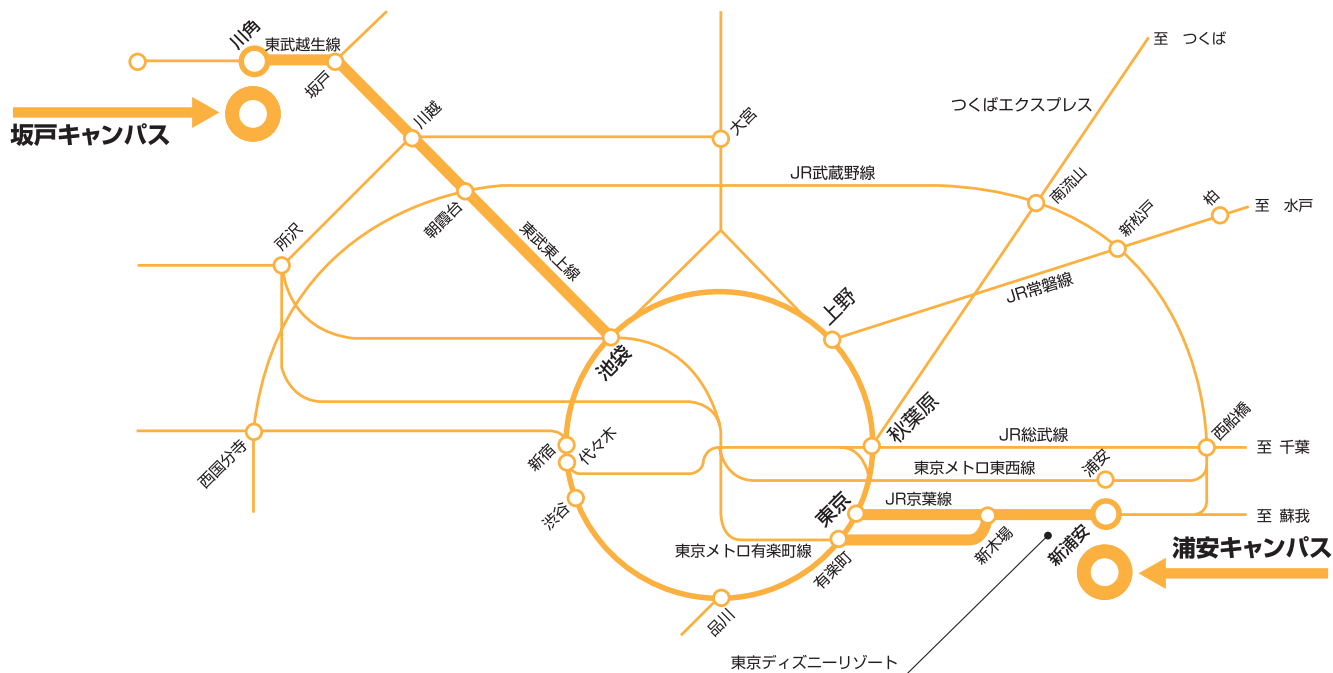 川角
東武越生線
坂戸
坂戸キャンパス
川越
大宮
つくばエクスプレス
至 つくば
JR武蔵野線
南流山
新松戸
柏
至 水戸
朝霞台
東武東上線
所沢
JR常磐線
上野
池袋
秋葉原
西船橋
JR総武線
至 千葉
新宿
代々木
西国分寺
東京メトロ東西線
浦安
渋谷
東京
JR京葉線
至 蘇我
東京メトロ有楽町線
有楽町
新木場
新浦安
浦安キャンパス
品川
東京ディズニーリゾート